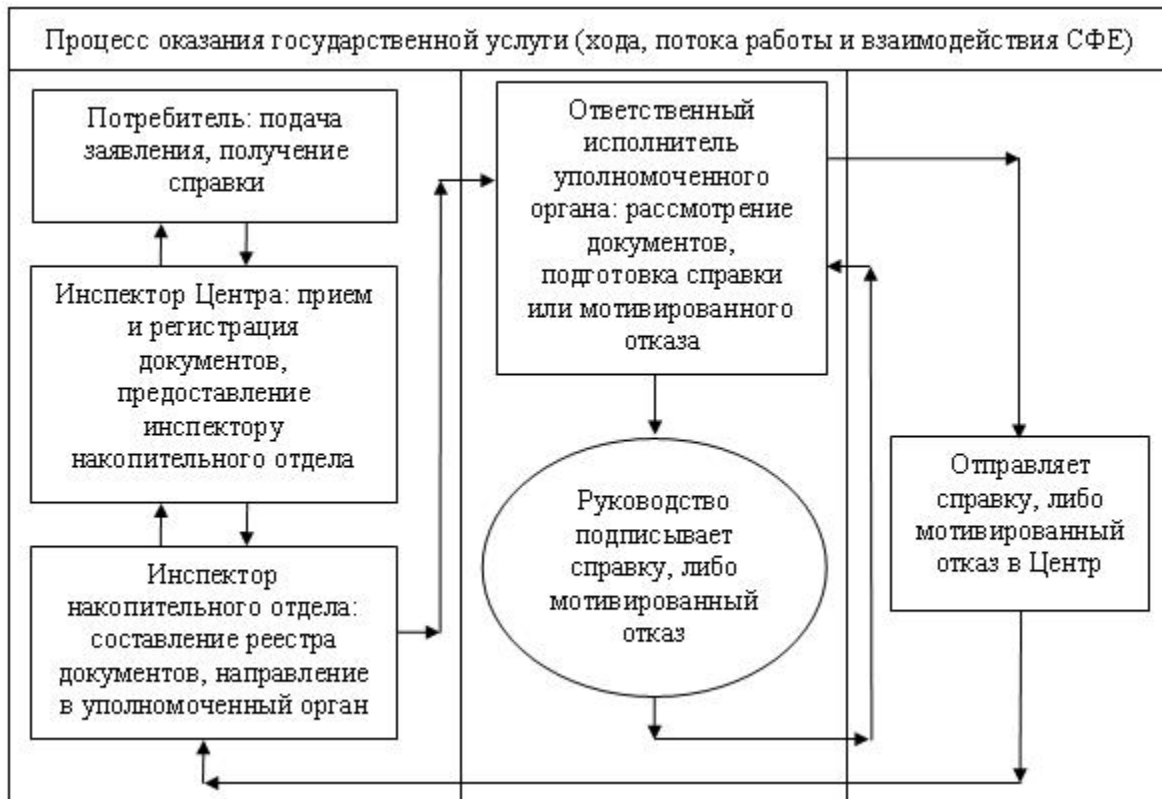 Процесс оказания государственной услуги (хода, потока работы и взаимодействия СФЕ)
Потребитель: подача
заявления, получение
справки
Инспектор Центра: прием
и регистрация
документов,
предоставление
инспектору
накопительного отдела
Инспектор
накопительного отдела:
составление реестра
документов, направление
в уполномоченный орган
Ответственный
исполнитель
уполномоченного
органа: рассмотрение
документов,
подготовка справки
или мотивированного
отказа
Руководство
подписывает
справку, либо
мотивированный
отказ
Отправляет
справку, либо
мотивированный
отказ в Центр